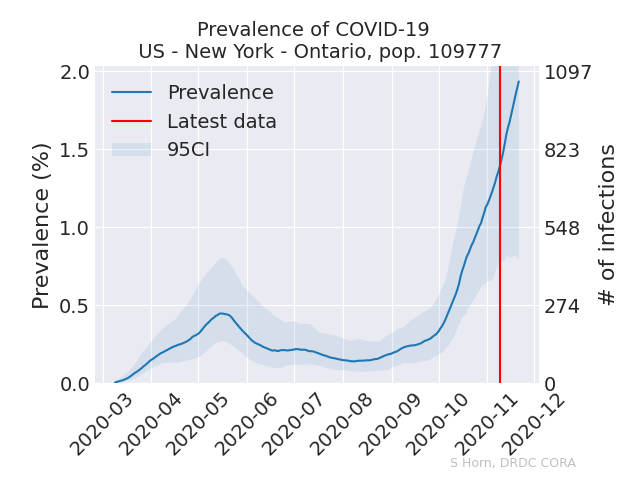 Prevalence of COVID-19
US - New York - Ontario, pop. 109777
Prevalence
Latest data
95CI
Prevalence (%)
2.0
1.5
1.0
0.5
0.0
1097
823
548
274
0
# of infections
2020-03
2020-04
2020-05
2020-06
2020-07
2020-08
2020-09
2020-10
2020-11
2020-12
S Horn, DRDC CORA